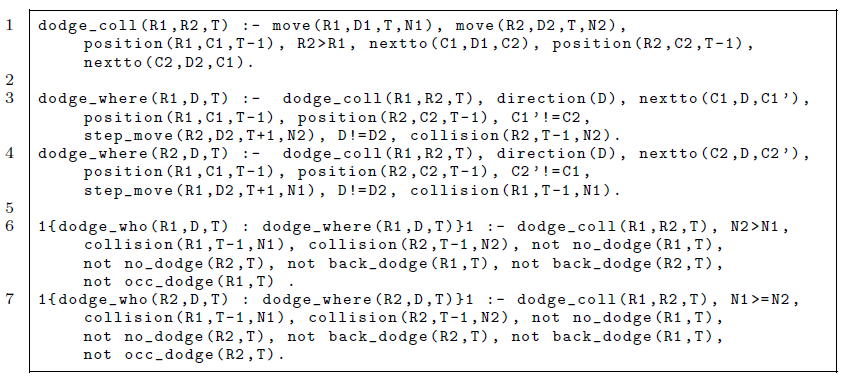 1 dodge_coll(R1,R2,T) :- move(R1,D1,T,N1), move(R2,D2,T,N2),
position(R1,C1,T-1), R2>R1, nextto(C1,D1,C2), position(R2,C2,T-1),
nextto(C2,D2,C1).
2
3 dodge_where(R1,D,T) :- dodge_coll(R1,R2,T), direction(D), nextto(C1,D,C1'),
position(R1,C1,T-1), position(R2,C2,T-1), C1'!=C2,
step_move(R2,D2,T+1,N2), D!=D2, collision(R2,T-1,N2).
4 dodge_where(R2,D,T) :- dodge_coll(R1,R2,T), direction(D), nextto(C2,D,C2'),
position(R1,C1,T-1), position(R2,C2,T-1), C2'!=C1,
step_move(R1,D2,T+1,N1), D!=D2, collision(R1,T-1,N1).
5
6 1{dodge_who(R1,D,T) : dodge_where(R1,D,T)}1 :- dodge_coll(R1,R2,T), N2>N1,
collision(R1,T-1,N1), collision(R2,T-1,N2), not no_dodge(R1,T),
not no_dodge(R2,T), not back_dodge(R1,T), not back_dodge(R2,T),
not occ_dodge(R1,T) .
7 1{dodge_who(R2,D,T) : dodge_where(R2,D,T)}1 :- dodge_coll(R1,R2,T), N1>=N2,
collision(R1,T-1,N1), collision(R2,T-1,N2), not no_dodge(R1,T),
not no_dodge(R2,T), not back_dodge(R2,T), not back_dodge(R1,T),
not occ_dodge(R2,T).